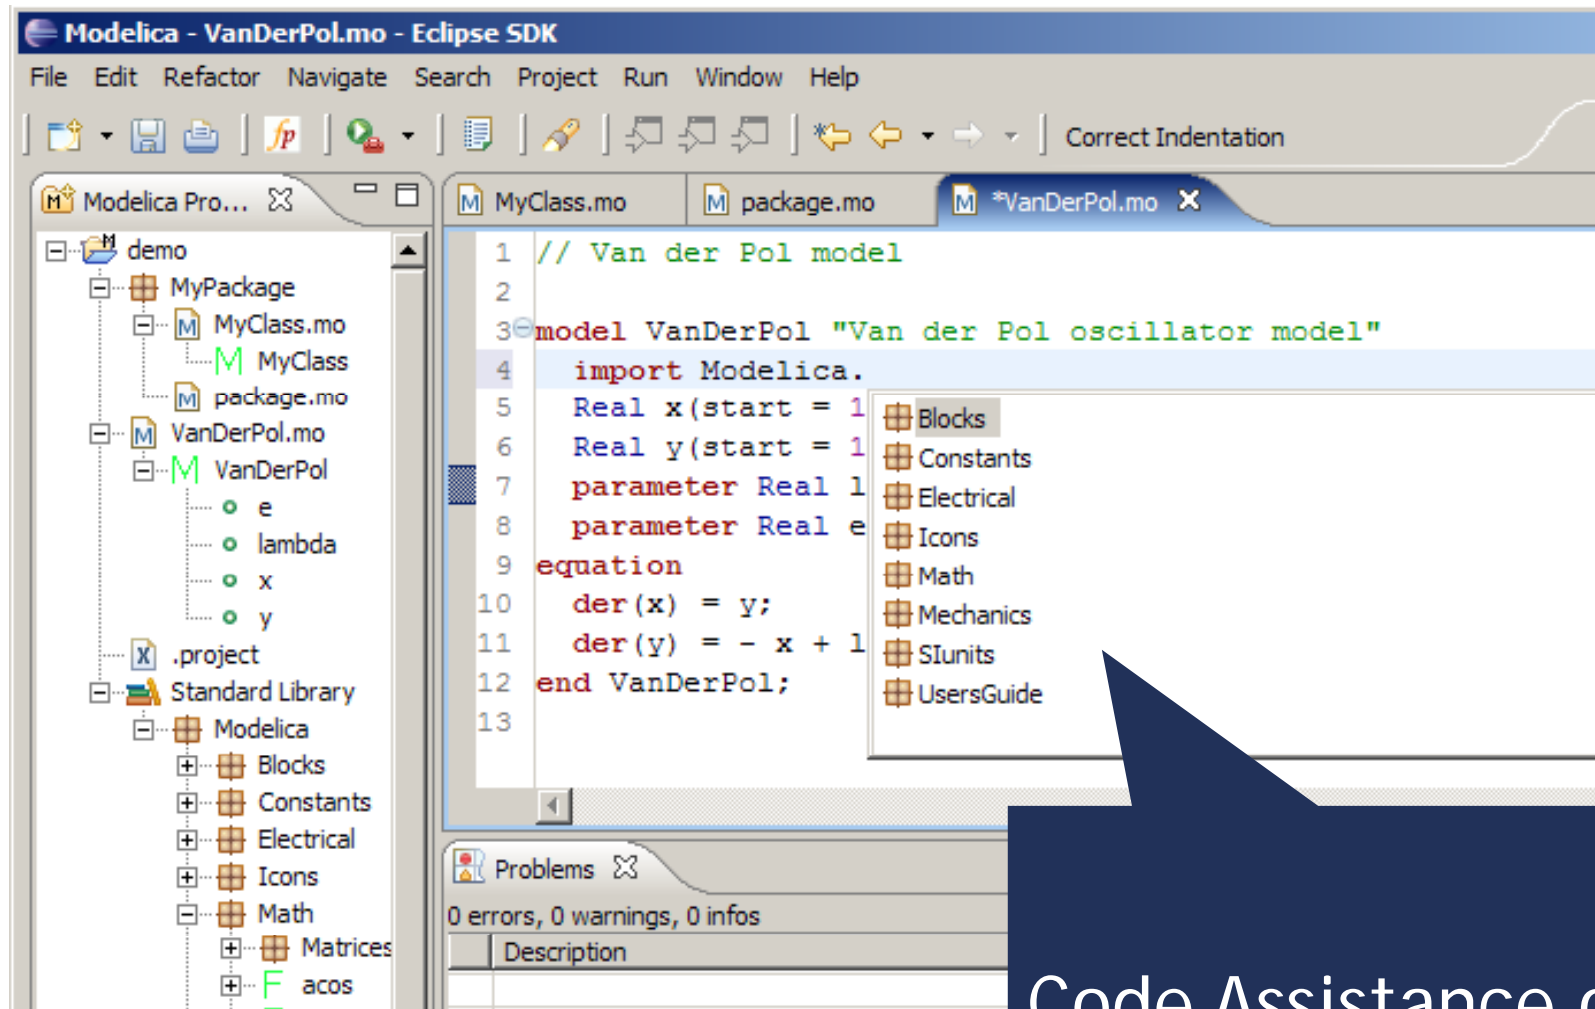 Modelica - VanDerPol.mo - Eclipse SDK
File Edit Refactor Navigate Search Project Run Window Help
fp Correct Indentation
Modelica Pro...
demo
MyPackage
MyClass.mo
MyClass
package.mo
VanDerPol.mo
VanDerPol
e
lambda
x
y
.project
Standard Library
Modelica
Blocks
Constants
Electrical
Icons
Math
Matrices
acos
MyClass.mo package.mo *VanDerPol.mo
1 // Van der Pol model
2
3 model VanDerPol "Van der Pol oscillator model"
4 import Modelica.
5 Real x(start = 1
6 Real y(start = 1
7 parameter Real l
8 parameter Real e
9 equation
10 der(x) = y;
11 der(y) = - x + l
12 end VanDerPol;
13
Blocks
Constants
Electrical
Icons
Math
Mechanics
SIunits
UsersGuide
Problems
0 errors, 0 warnings, 0 infos
Description
Code Assistance